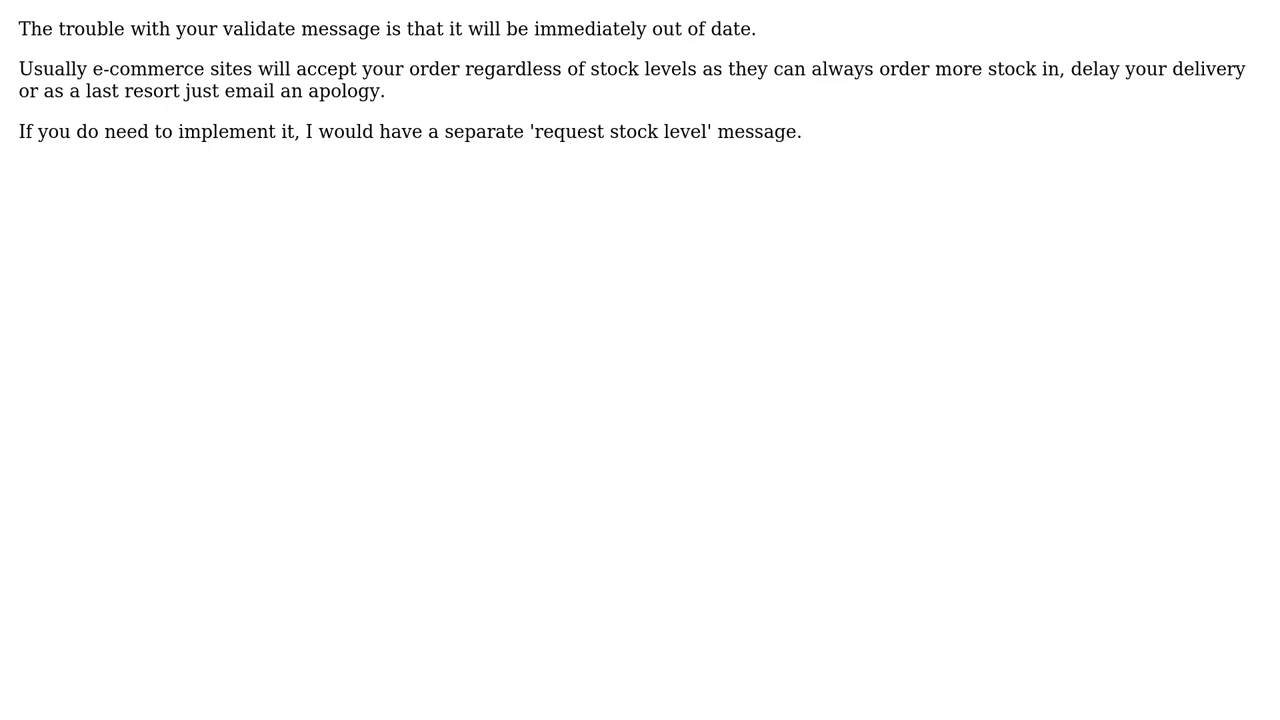 The trouble with your validate message is that it will be immediately out of date.
Usually e-commerce sites will accept your order regardless of stock levels as they can always order more stock in, delay your delivery
or as a last resort just email an apology.
If you do need to implement it, I would have a separate 'request stock level' message.